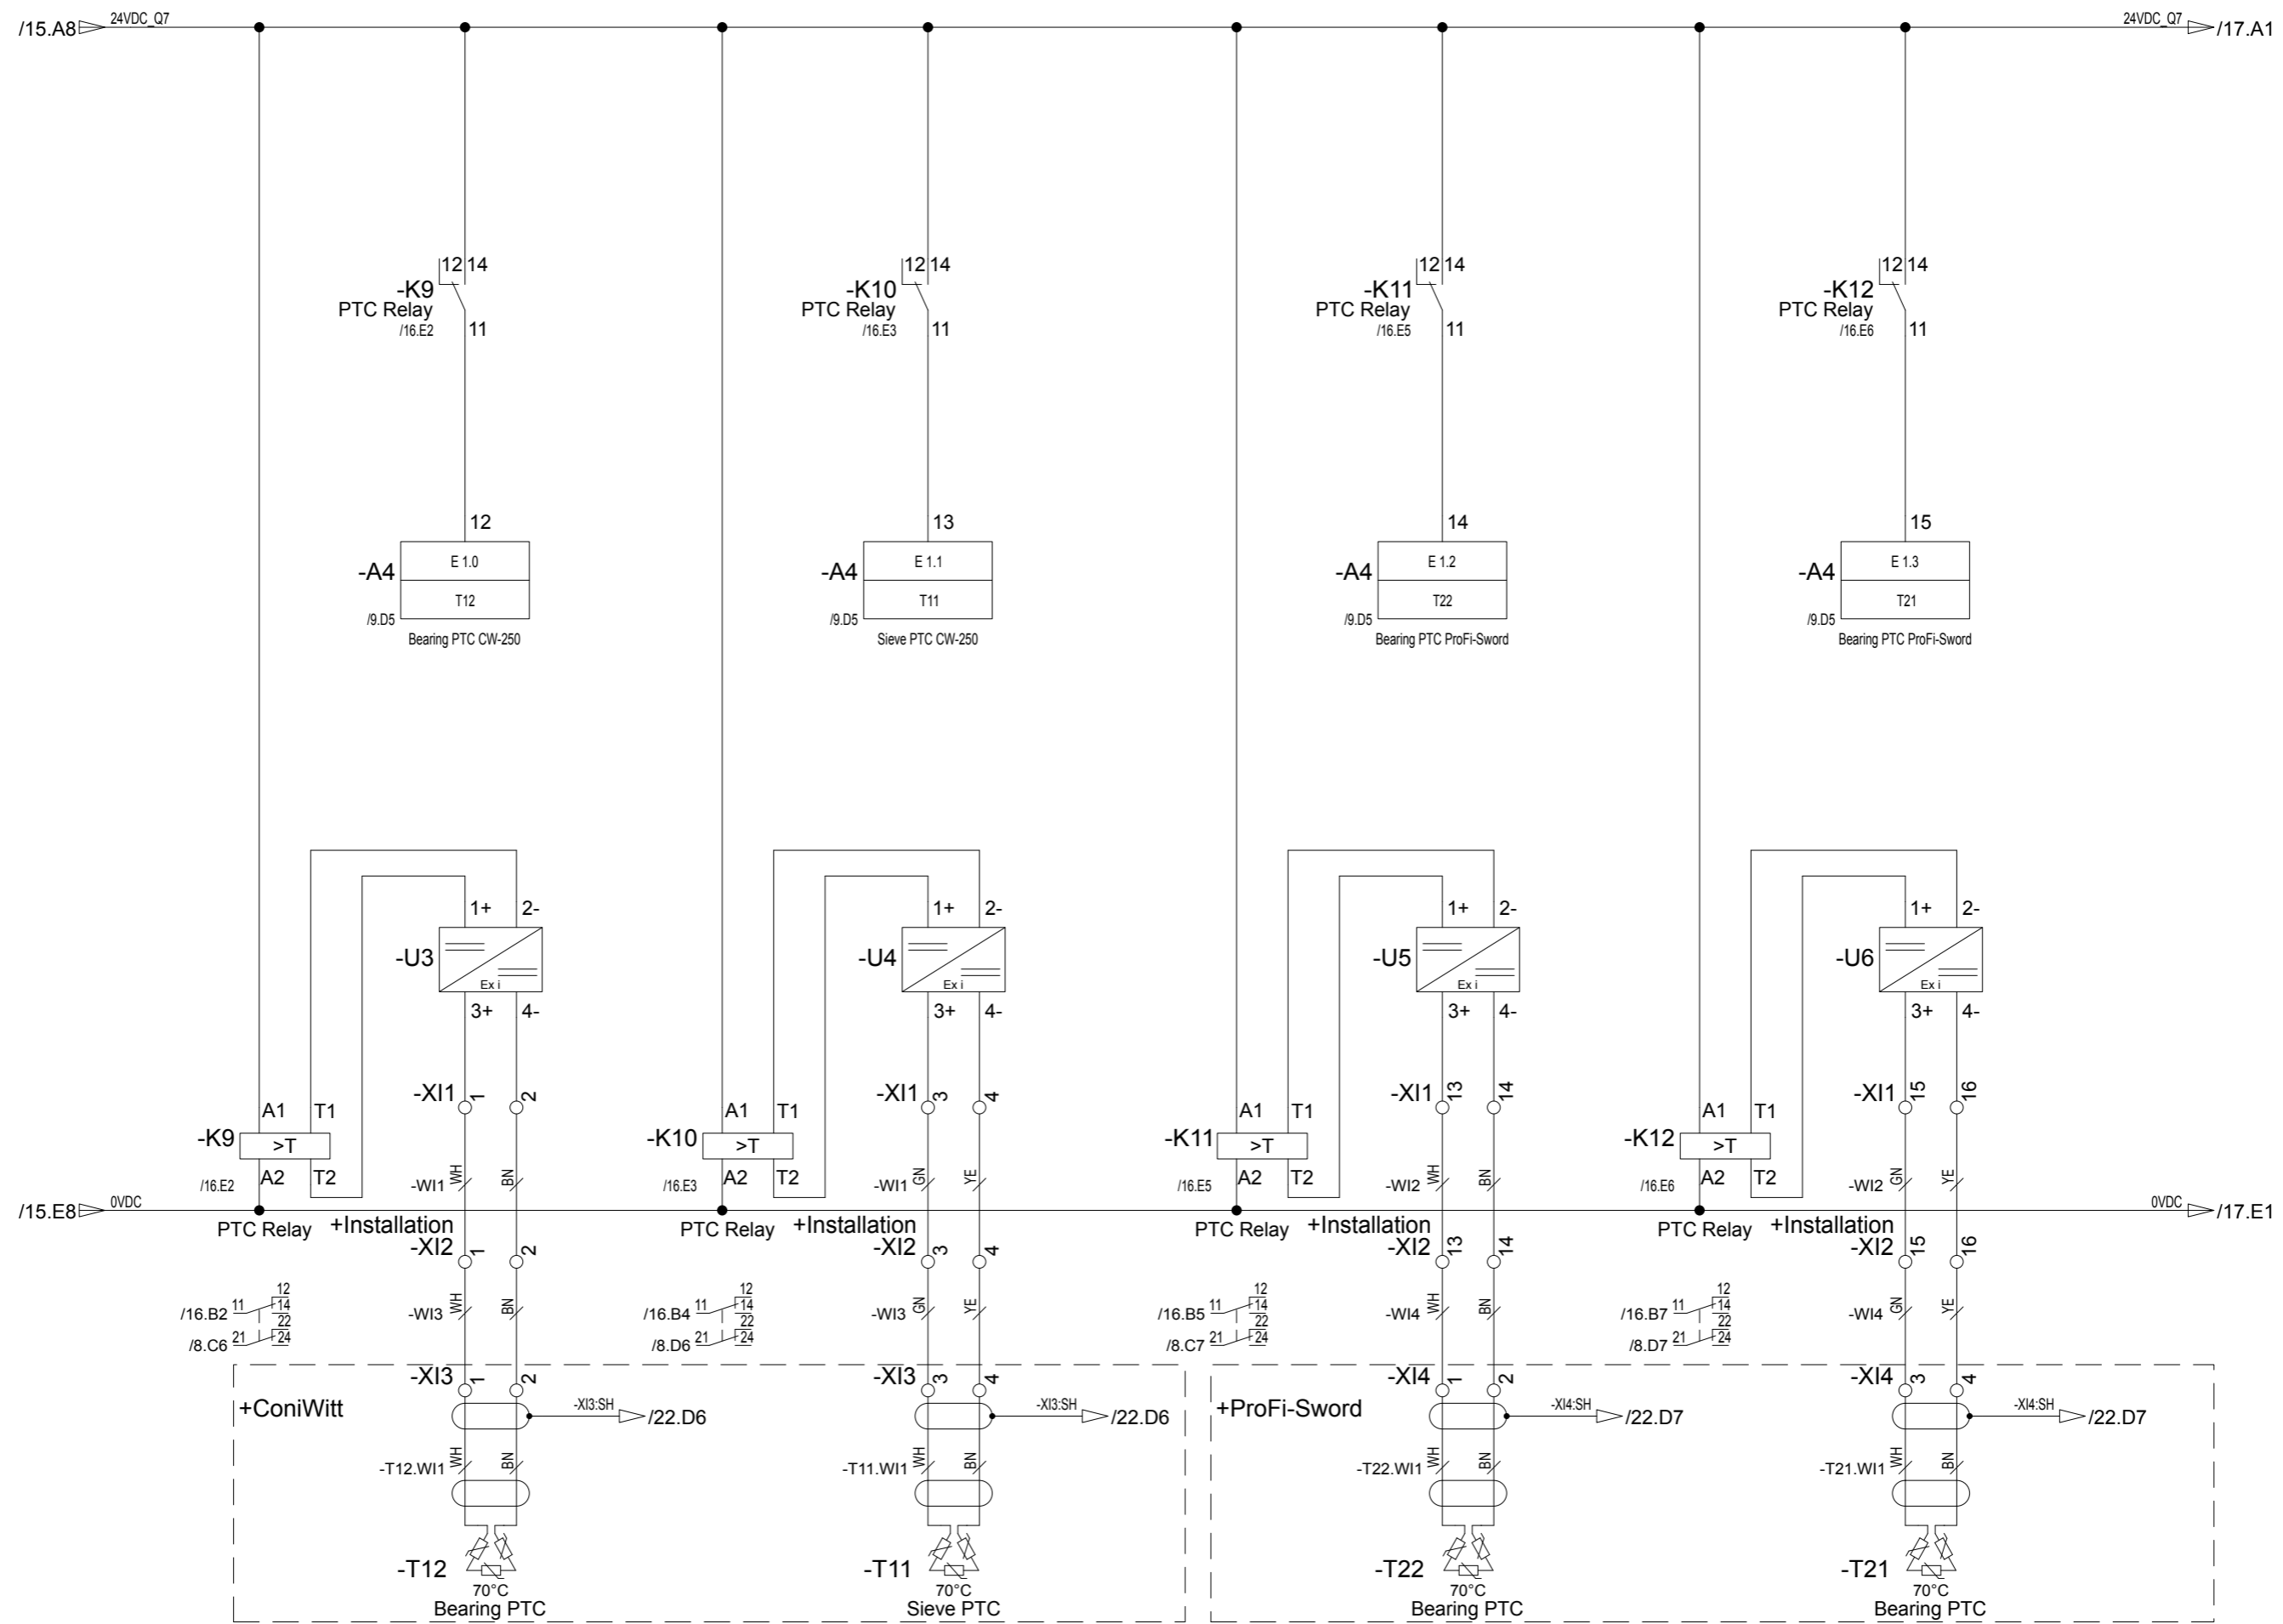 /15.A8 24VDC_Q7 24VDC_Q7 /17.A1
12 14 12 14 12 14 12 14
-K9 -K10 -K11 -K12
PTC Relay PTC Relay PTC Relay PTC Relay
/16.E2 11 /16.E3 11 /16.E5 11 /16.E6 11
12 13 14 15
E 1.0 E 1.1 E 1.2 E 1.3
-A4 -A4 -A4 -A4
T12 T11 T22 T21
/9.D5 /9.D5 /9.D5 /9.D5
Bearing PTC CW-250 Sieve PTC CW-250 Bearing PTC ProFi-Sword Bearing PTC ProFi-Sword
1+ 2- 1+ 2- 1+ 2- 1+ 2-
-U3 -U4 -U5 -U6
Ex i Ex i Ex i Ex i
3+ 4- 3+ 4- 3+ 4- 3+ 4-
-XI1 1 2 -XI1 3 4 -XI1 13 14 -XI1 15 16
A1 T1 A1 T1 A1 T1 A1 T1
-K9 >T -K10 >T -K11 >T -K12 >T
/16.E2 A2 T2 -WI1 WH BN /16.E3 A2 T2 -WI1 GN YE /16.E5 A2 T2 -WI2 WH BN /16.E6 A2 T2 -WI2 GN YE
/15.E8 0VDC 0VDC /17.E1
PTC Relay +Installation PTC Relay +Installation PTC Relay +Installation PTC Relay +Installation
-XI2 1 2 -XI2 3 4 -XI2 13 14 -XI2 15 16
12 12 12 12
/16.B2 11 14 -WI3 WH BN /16.B4 11 14 -WI3 GN YE /16.B5 11 14 -WI4 WH BN /16.B7 11 14 -WI4 GN YE
22 22 22 22
/8.C6 21 24 /8.D6 21 24 /8.C7 21 24 /8.D7 21 24
-XI3 1 2 -XI3 3 4 -XI4 1 2 -XI4 3 4
+ConiWitt -XI3:SH /22.D6 -XI3:SH /22.D6 +ProFi-Sword -XI4:SH /22.D7 -XI4:SH /22.D7
-T12.WI1 WH BN -T11.WI1 WH BN -T22.WI1 WH BN -T21.WI1 WH BN
-T12 -T11 -T22 -T21
70°C 70°C 70°C 70°C
Bearing PTC Sieve PTC Bearing PTC Bearing PTC